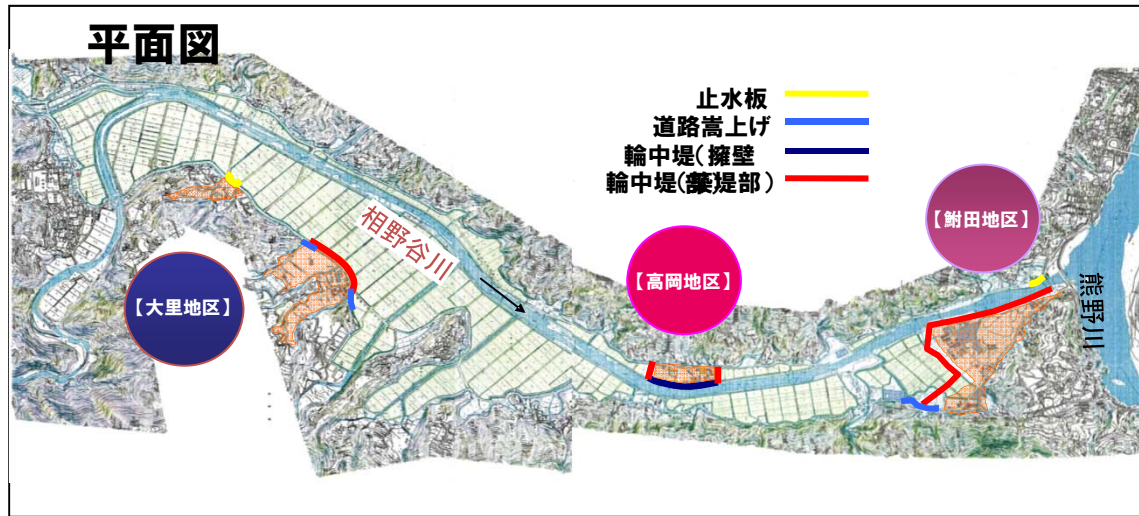 平面図
止水板
道路嵩上げ
輪中堤(擁壁
輪中堤(築堤部)
相野谷川
【大里地区】
【高岡地区】
【鮒田地区】
熊野川